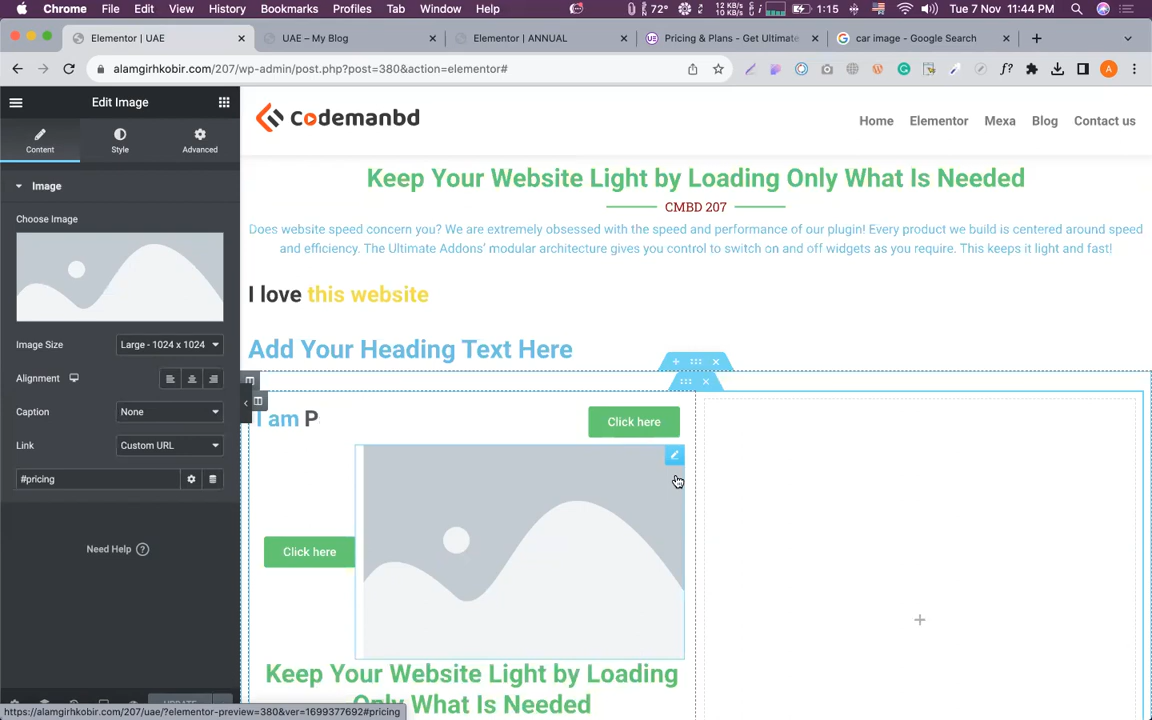 Chrome File Edit View History Bookmarks Profiles Tab Window Help 72° 12 KB/s 10 KB/s 1:15 Tue 7 Nov 11:44 PM
Elementor | UAE
UAE – My Blog
Elementor | ANNUAL
Pricing & Plans - Get Ultimate
car image - Google Search
alamgirhkobir.com/207/wp-admin/post.php?post=380&action=elementor#
Edit Image
Content
Style
Advanced
Image
Choose Image
Image Size
Large - 1024 x 1024
Alignment
Caption
None
Link
Custom URL
#pricing
Need Help
codemanbd
Home Elementor Mexa Blog Contact us
Keep Your Website Light by Loading Only What Is Needed
CMBD 207
Does website speed concern you? We are extremely obsessed with the speed and performance of our plugin! Every product we build is centered around speed
and efficiency. The Ultimate Addons' modular architecture gives you control to switch on and off widgets as you require. This keeps it light and fast!
I love this website
Add Your Heading Text Here
I am P
Click here
Click here
Keep Your Website Light by Loading
Only What Is Needed
https://alamgirhkobir.com/207/uae/?elementor-preview=380&ver=1699377692#pricing